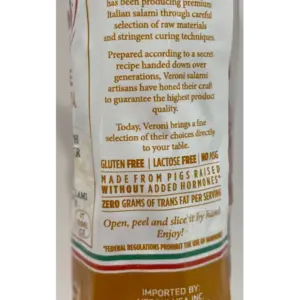 has been producing premium
Italian salami through careful
selection of raw materials
and stringent curing techniques.
Prepared according to a secret
recipe handed down over
generations, Veroni salami
artisans have honed their craft
to guarantee the highest product
quality.
Today, Veroni brings a fine
selection of their choices directly
to your table.
GLUTEN FREE | LACTOSE FREE | NO MSG
MADE FROM PIGS RAISED
WITHOUT ADDED HORMONES*
ZERO GRAMS OF TRANS FAT PER SERVING
Open, peel and slice it by hand.
Enjoy!
*FEDERAL REGULATIONS PROHIBIT THE USE OF HORMONES
IMPORTED BY:
INC.